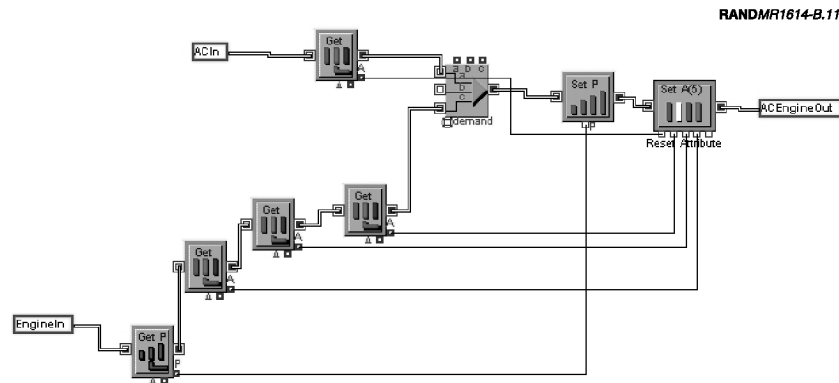 RANDMR1614-B.11
ACIn
Get
A
Δ
a b c
a
b
c
demand
Set P
P
Set A(5)
Reset Attribute
ACEngineOut
Get
A
Δ
Get
A
Δ
Get
A
Δ
EngineIn
Get P
P
Δ